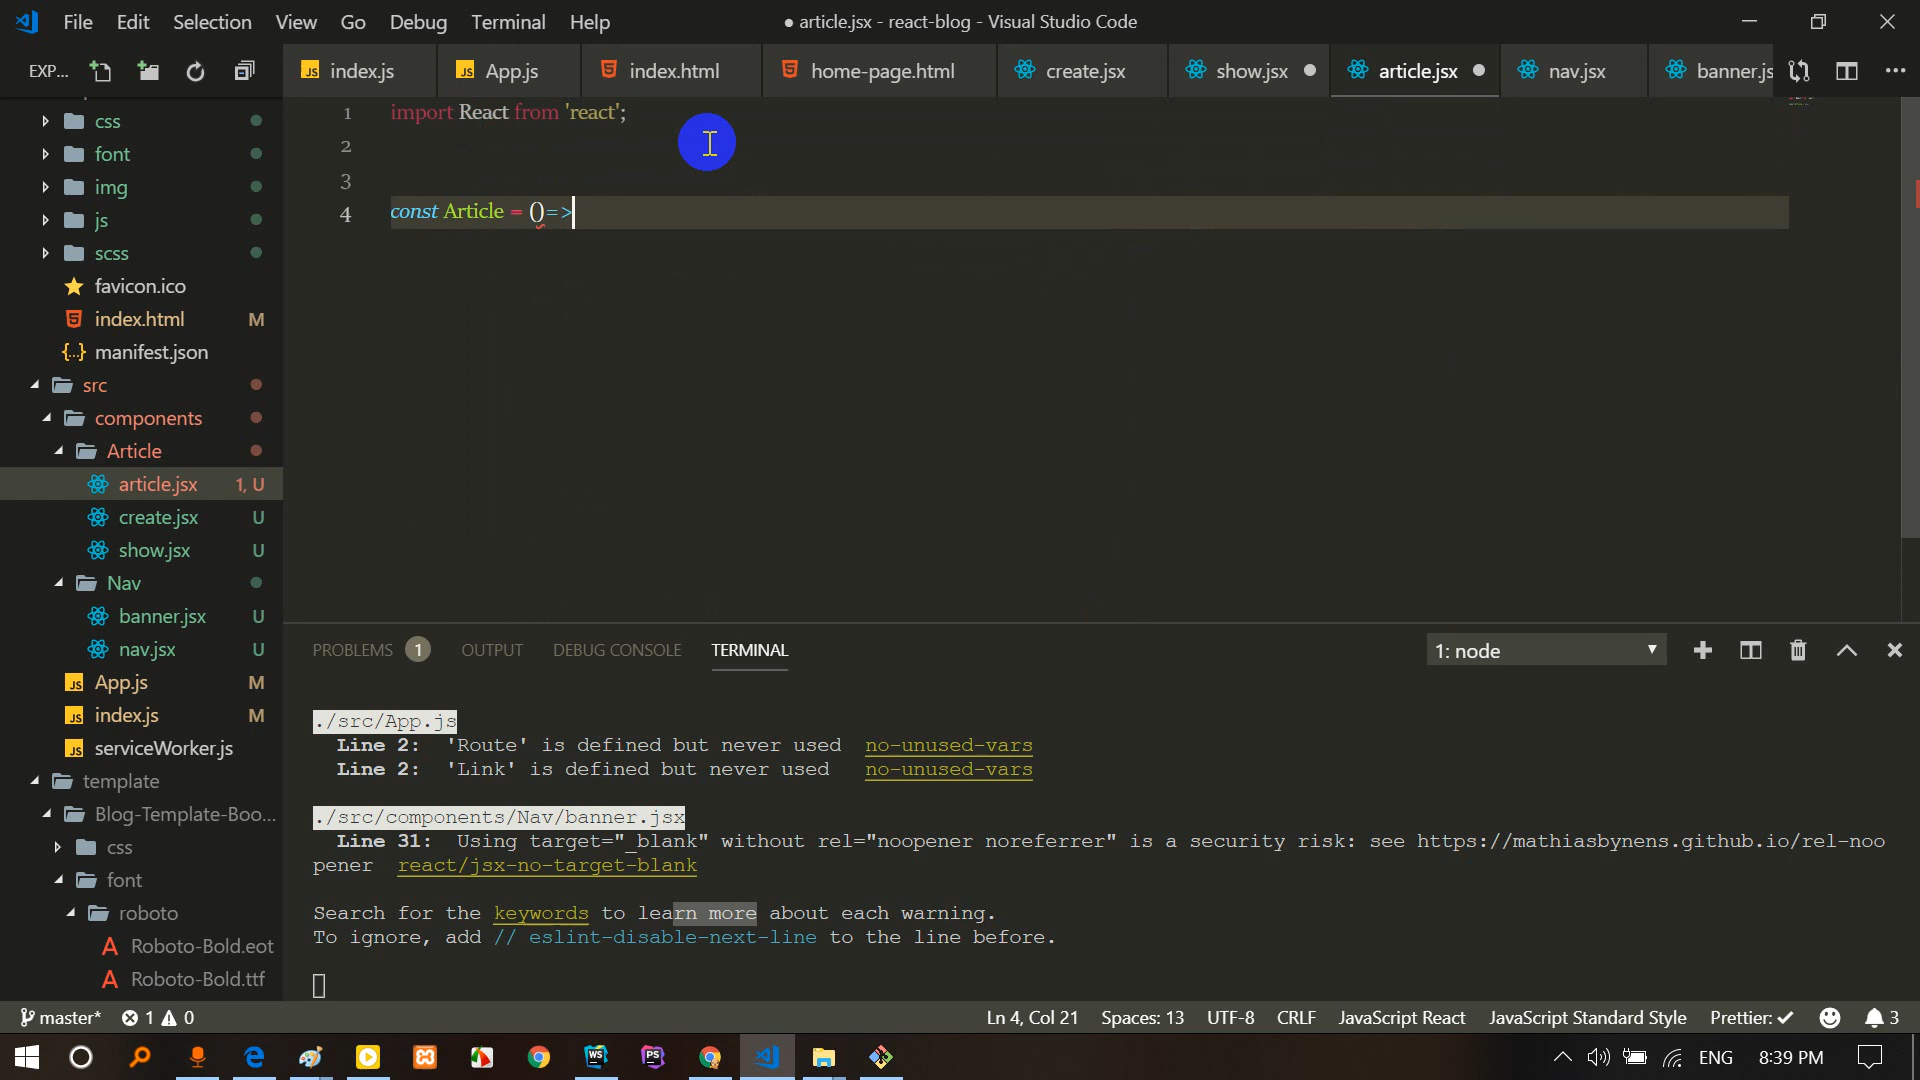 File Edit Selection View Go Debug Terminal Help
● article.jsx - react-blog - Visual Studio Code
EXP...
index.js
App.js
index.html
home-page.html
create.jsx
show.jsx
article.jsx
nav.jsx
banner.js
css
font
img
js
scss
favicon.ico
index.html M
manifest.json
src
components
Article
article.jsx 1, U
create.jsx U
show.jsx U
Nav
banner.jsx U
nav.jsx U
App.js M
index.js M
serviceWorker.js
template
Blog-Template-Boo...
css
font
roboto
Roboto-Bold.eot
Roboto-Bold.ttf
1 import React from 'react';
2
3
4 const Article = ()=>
PROBLEMS 1 OUTPUT DEBUG CONSOLE TERMINAL
1: node
./src/App.js
Line 2: 'Route' is defined but never used no-unused-vars
Line 2: 'Link' is defined but never used no-unused-vars
./src/components/Nav/banner.jsx
Line 31: Using target="_blank" without rel="noopener noreferrer" is a security risk: see https://mathiasbynens.github.io/rel-noo
pener react/jsx-no-target-blank
Search for the keywords to learn more about each warning.
To ignore, add // eslint-disable-next-line to the line before.
master* 1 0
Ln 4, Col 21 Spaces: 13 UTF-8 CRLF JavaScript React JavaScript Standard Style Prettier: ✓ 3
WS
PS
ENG 8:39 PM